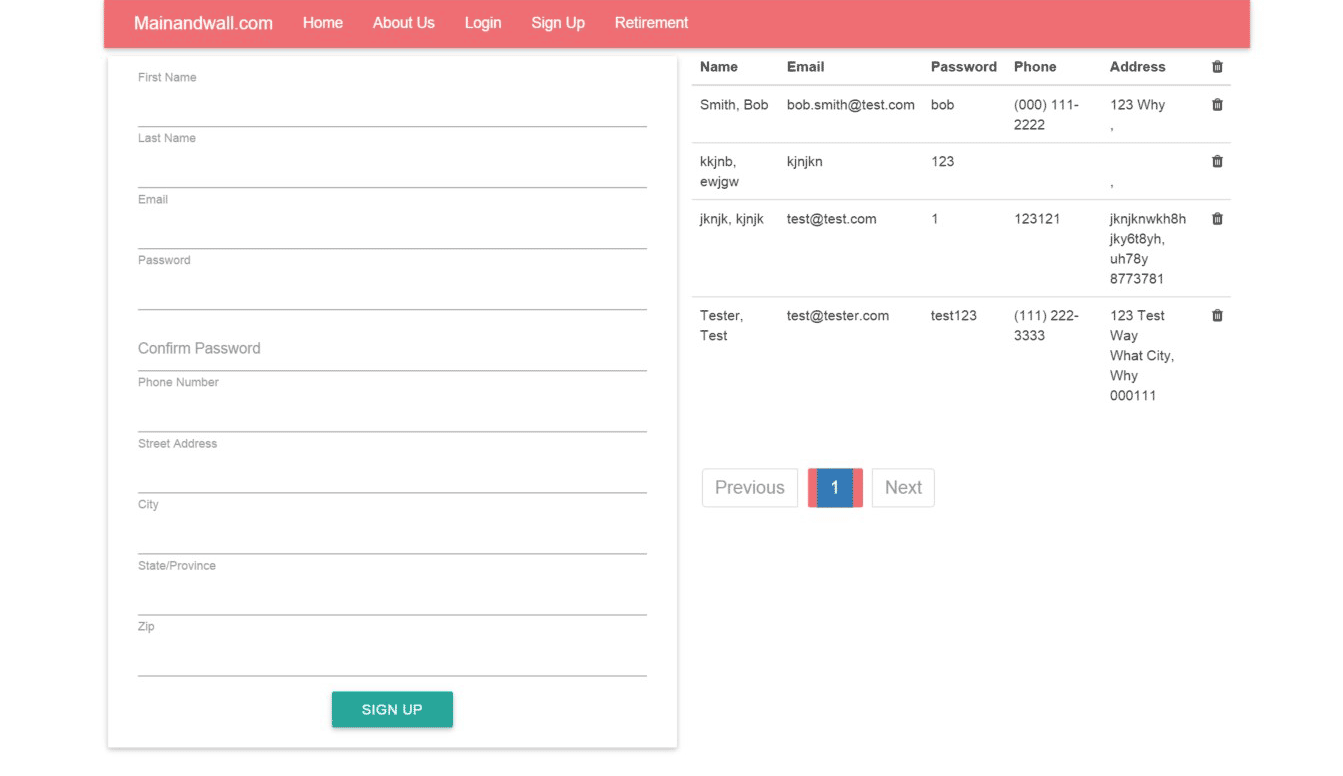 Mainandwall.com Home About Us Login Sign Up Retirement
First Name
Last Name
Email
Password
Confirm Password
Phone Number
Street Address
City
State/Province
Zip
SIGN UP
Name Email Password Phone Address
Smith, Bob bob.smith@test.com bob (000) 111- 123 Why
2222 ,
kkjnb, kjnjkn 123
ewjgw ,
jknjk, kjnjk test@test.com 1 123121 jknjknwkh8h
jky6t8yh,
uh78y
8773781
Tester, test@tester.com test123 (111) 222- 123 Test
Test 3333 Way
What City,
Why
000111
Previous 1 Next